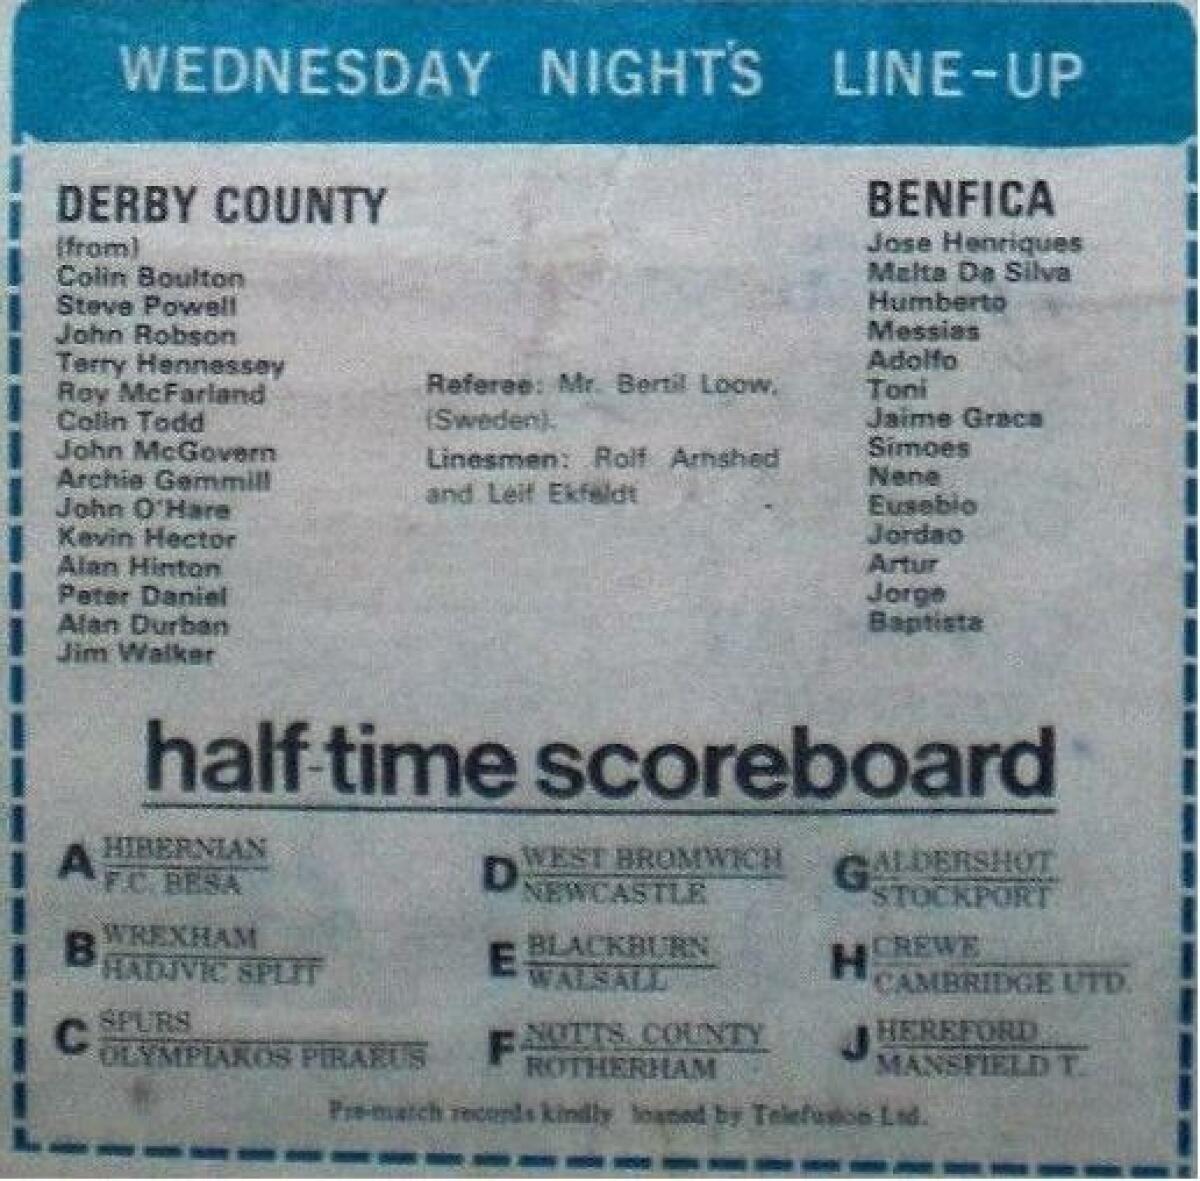 WEDNESDAY NIGHT'S LINE-UP
DERBY COUNTY
(from)
Colin Boulton
Steve Powell
John Robson
Terry Hennessey
Roy McFarland
Colin Todd
John McGovern
Archie Gemmill
John O'Hare
Kevin Hector
Alan Hinton
Peter Daniel
Alan Durban
Jim Walker
Referee: Mr. Bertil Loow,
(Sweden).
Linesmen: Rolf Arnshed
and Leif Ekfeldt
BENFICA
Jose Henriques
Malta Da Silva
Humberto
Messias
Adolfo
Toni
Jaime Graca
Simoes
Nene
Eusebio
Jordao
Artur
Jorge
Baptista
half-time scoreboard
A HIBERNIAN
F.C. BESA
B WREXHAM
HADJVIC SPLIT
C SPURS
OLYMPIAKOS PIRAEUS
D WEST BROMWICH
NEWCASTLE
E BLACKBURN
WALSALL
F NOTTS. COUNTY
ROTHERHAM
G ALDERSHOT
STOCKPORT
H CREWE
CAMBRIDGE UTD.
J HEREFORD
MANSFIELD T.
Pre-match records kindly loaned by Telefusion Ltd.